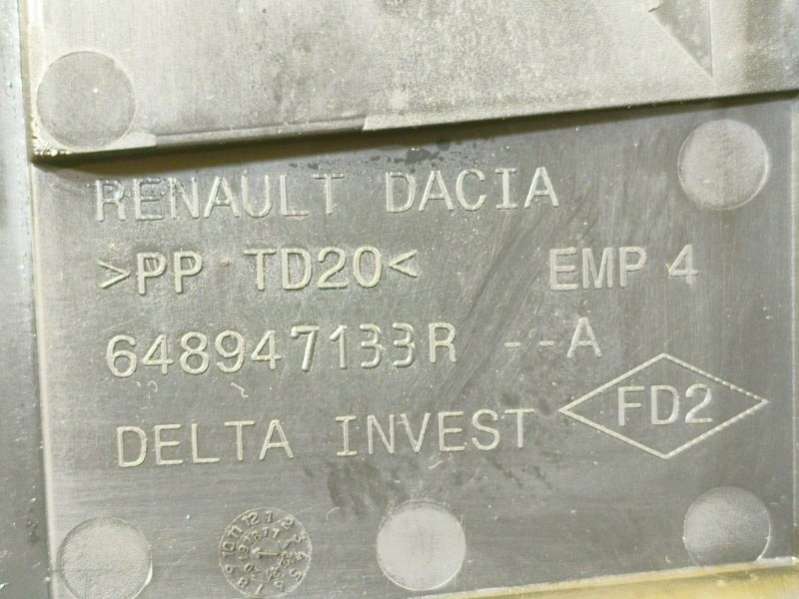 RENAULT DACIA
>PP TD20< EMP 4
648947133R --A
DELTA INVEST FD2